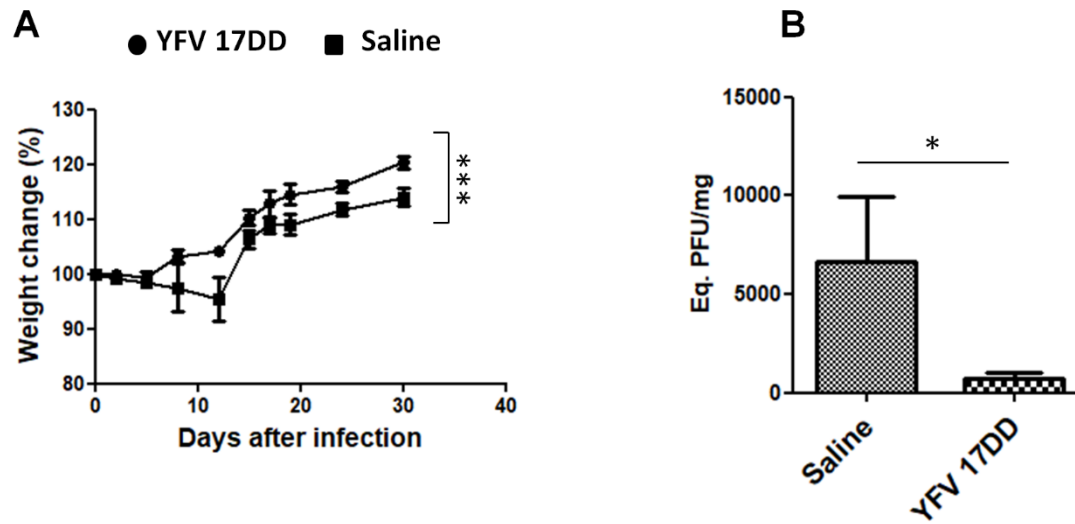 A
B
● YFV 17DD ■ Saline
130
120
110
100
90
80
Weight change (%)
***
0 10 20 30 40
Days after infection
15000
10000
5000
0
Eq. PFU/mg
*
Saline
YFV 17DD